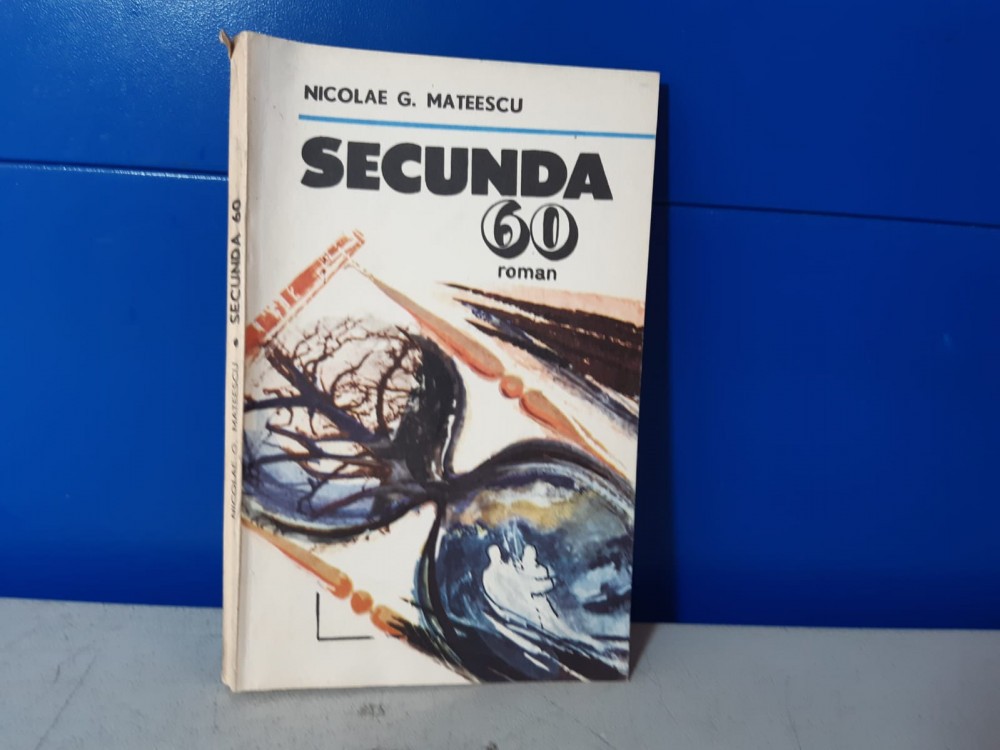 NICOLAE G. MATEESCU
SECUNDA
60
roman
NICOLAE G. MATEESCU • SECUNDA 60